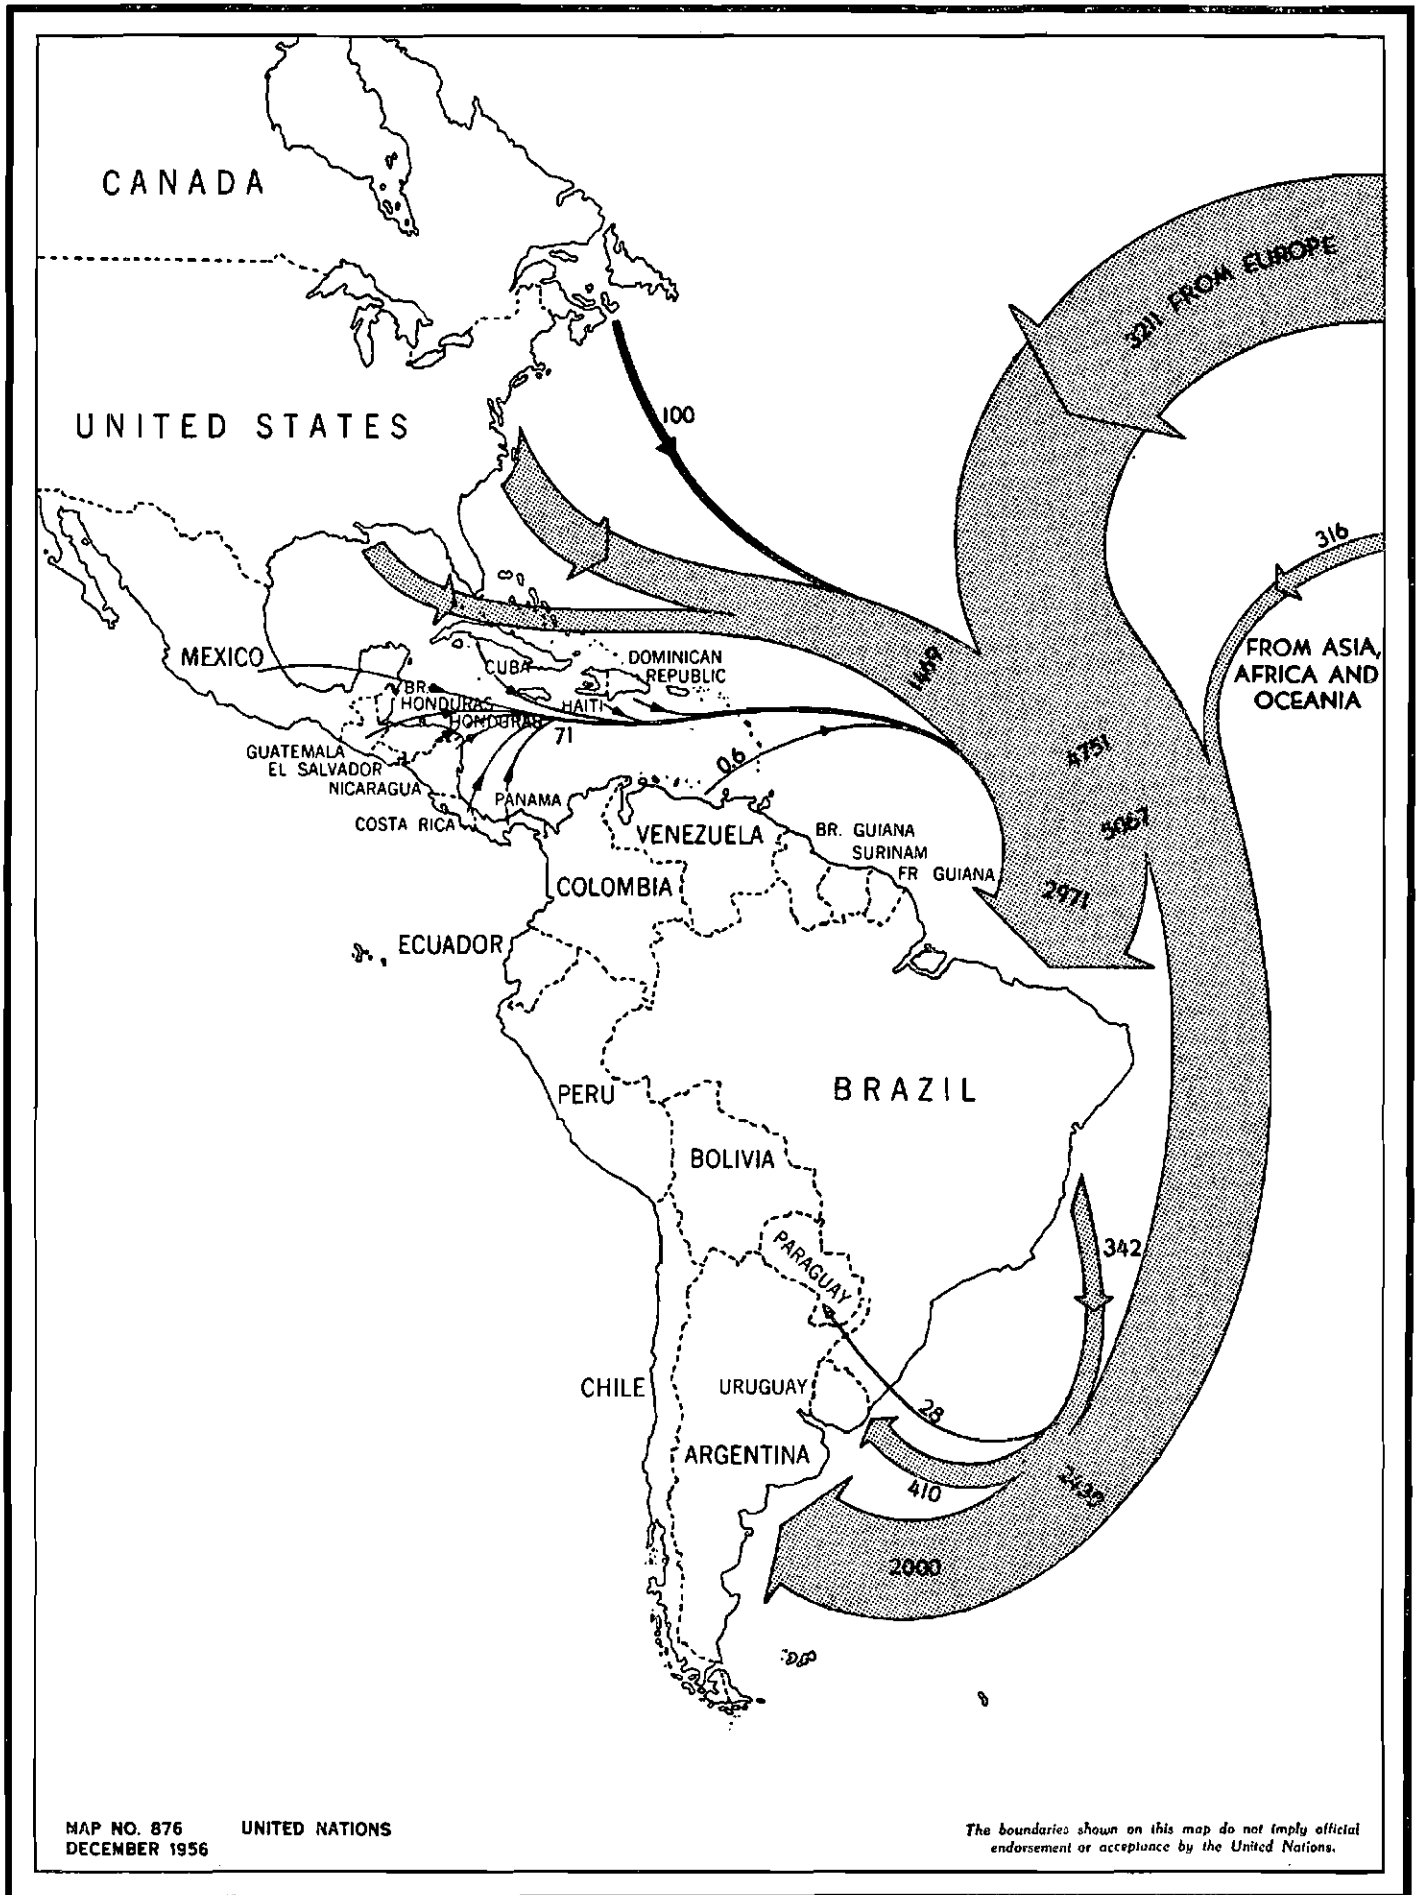 CANADA
3211 FROM EUROPE
UNITED STATES
100
316
FROM ASIA,
AFRICA AND
OCEANIA
MEXICO
CUBA
DOMINICAN
REPUBLIC
1469
BR.
HONDURAS
HAITI
HONDURAS
71
GUATEMALA
EL SALVADOR
NICARAGUA
COSTA RICA
PANAMA
0.6
4751
5067
VENEZUELA
BR. GUIANA
SURINAM
FR GUIANA
2971
COLOMBIA
ECUADOR
PERU
BRAZIL
BOLIVIA
PARAGUAY
342
CHILE
URUGUAY
28
ARGENTINA
410
2000
MAP NO. 876 UNITED NATIONS
DECEMBER 1956
The boundaries shown on this map do not imply official
endorsement or acceptance by the United Nations.